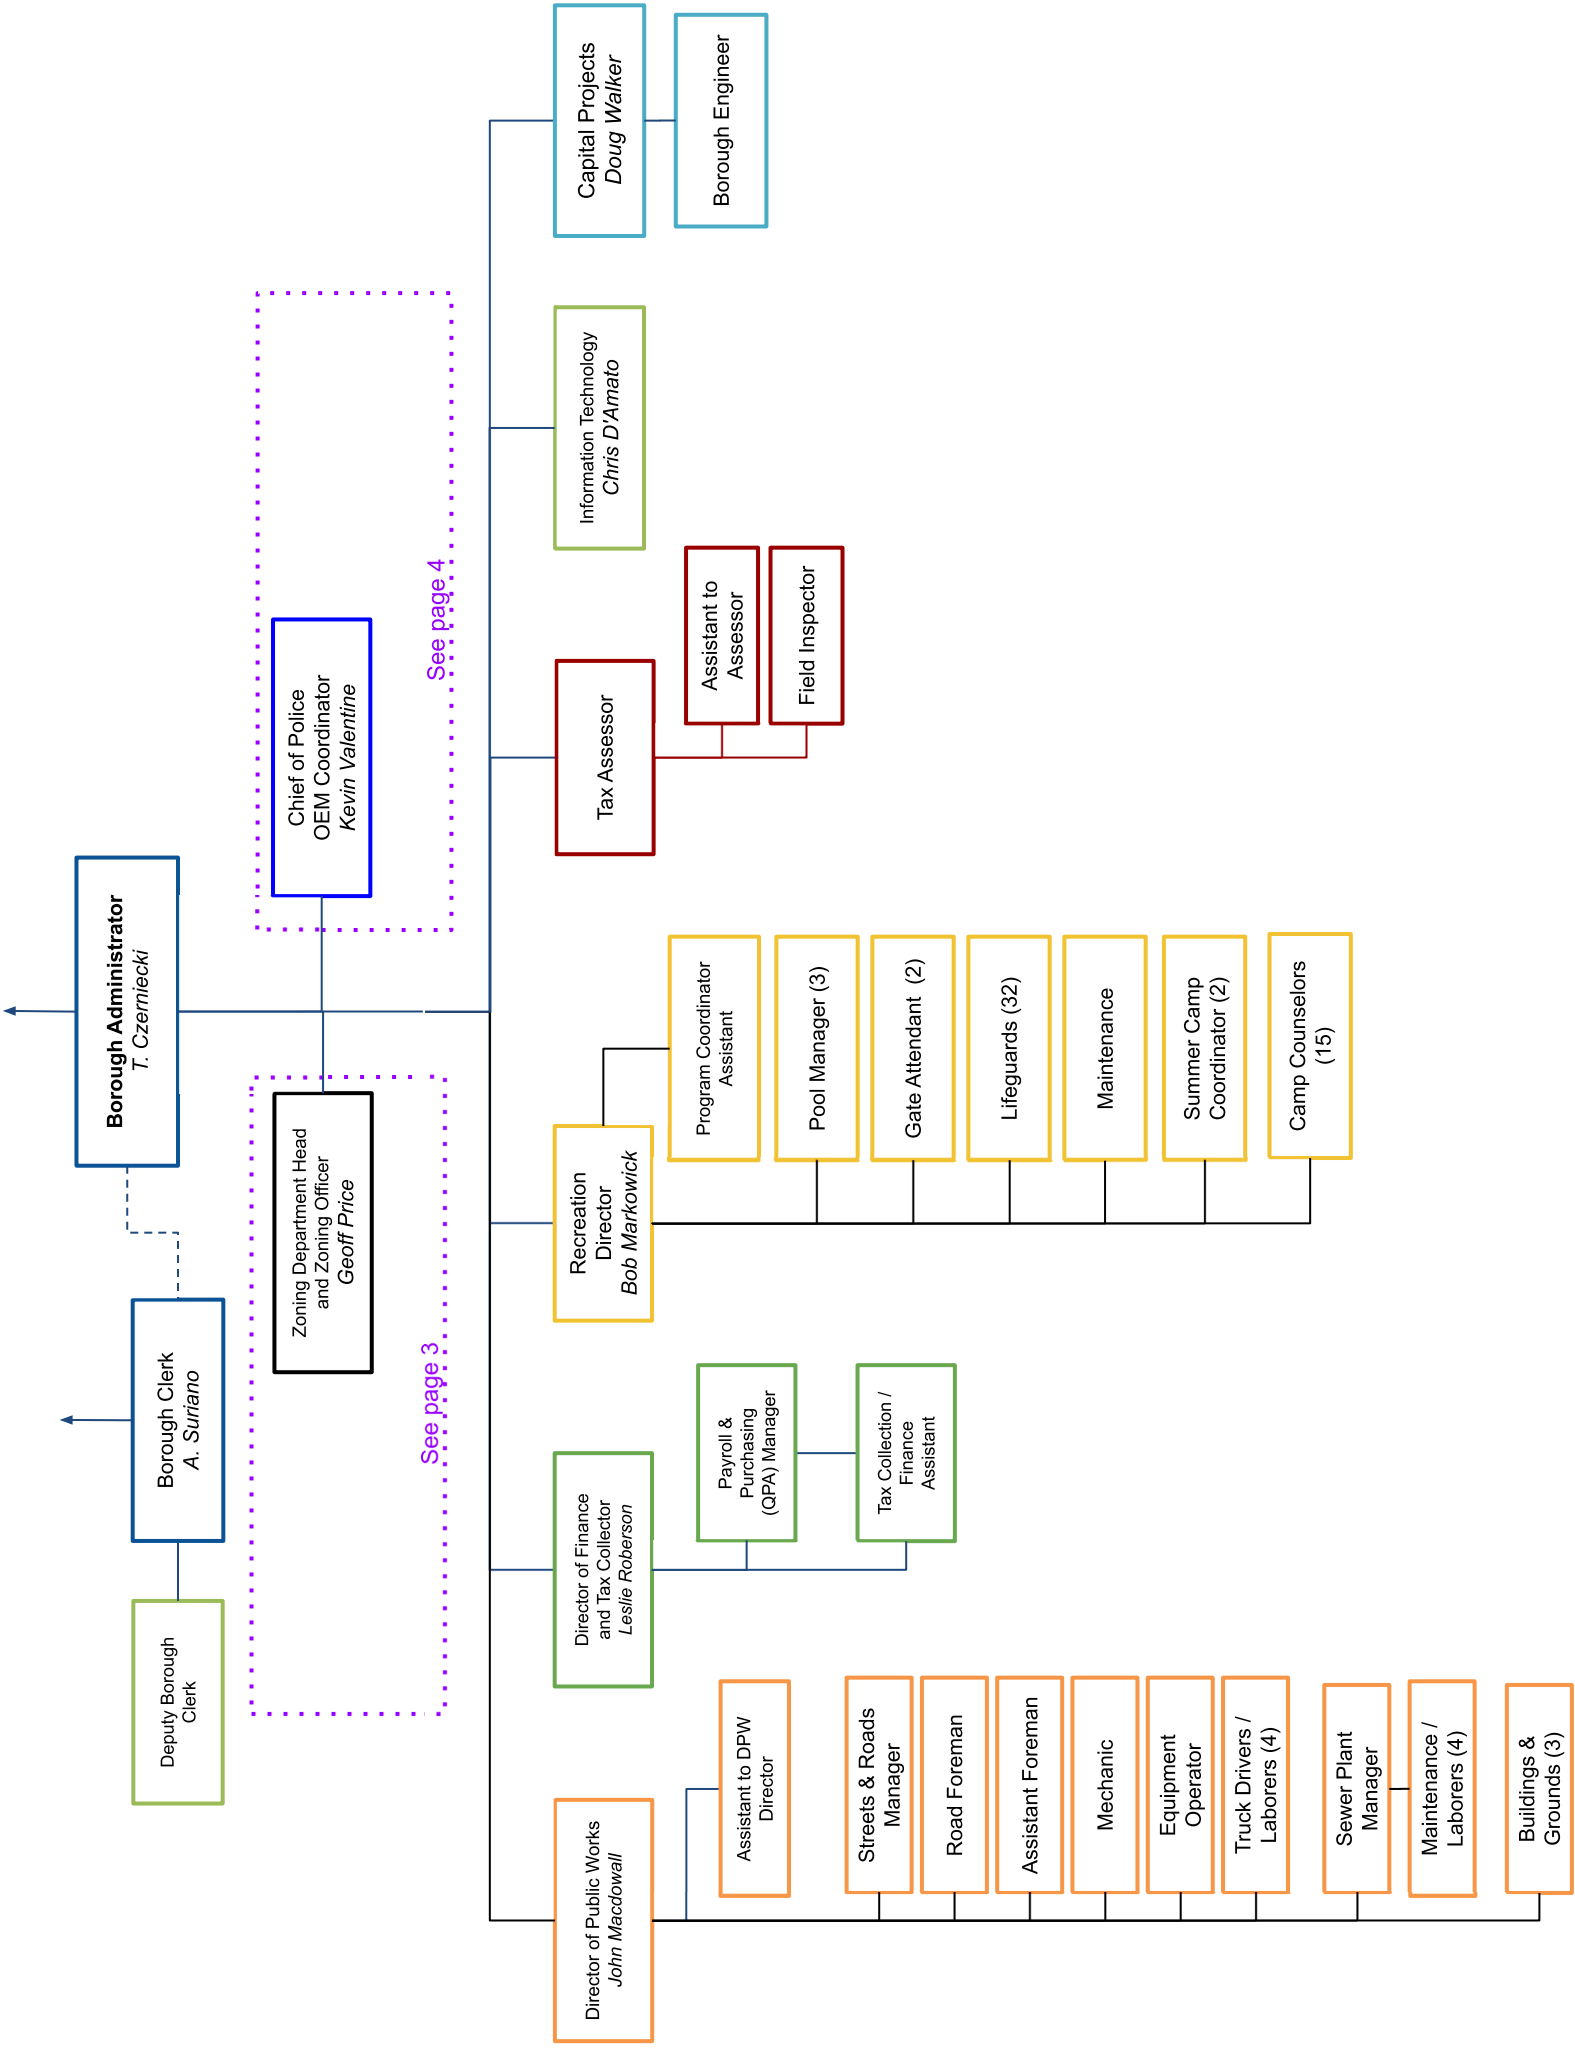 Borough Administrator
T. Czerniecki
Borough Clerk
A. Suriano
Deputy Borough
Clerk
Zoning Department Head
and Zoning Officer
Geoff Price
See page 3
Chief of Police
OEM Coordinator
Kevin Valentine
See page 4
Director of Public Works
John Macdowall
Assistant to DPW
Director
Streets & Roads
Manager
Road Foreman
Assistant Foreman
Mechanic
Equipment
Operator
Truck Drivers /
Laborers (4)
Sewer Plant
Manager
Maintenance /
Laborers (4)
Buildings &
Grounds (3)
Director of Finance
and Tax Collector
Leslie Roberson
Payroll &
Purchasing
(QPA) Manager
Tax Collection /
Finance
Assistant
Recreation
Director
Bob Markowick
Program Coordinator
Assistant
Pool Manager (3)
Gate Attendant (2)
Lifeguards (32)
Maintenance
Summer Camp
Coordinator (2)
Camp Counselors
(15)
Tax Assessor
Assistant to
Assessor
Field Inspector
Information Technology
Chris D'Amato
Capital Projects
Doug Walker
Borough Engineer